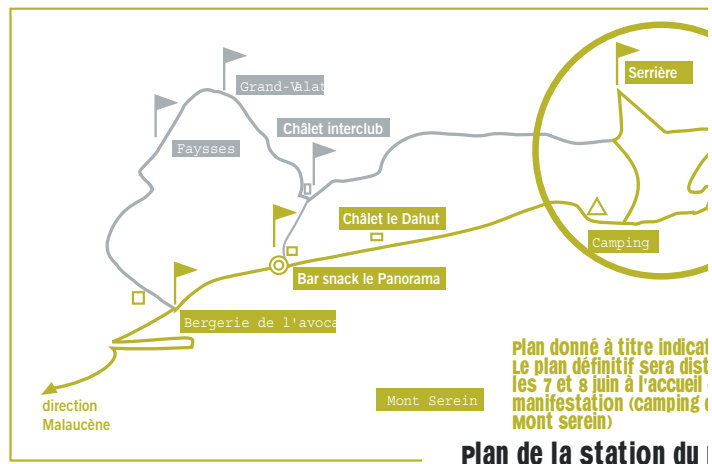 Serrière
Grand-Valat
Châlet interclub
Faysses
Châlet le Dahut
Camping
Bar snack le Panorama
Bergerie de l'avoca
Mont Serein
direction
Malaucène
Plan donné à titre indicat
Le plan définitif sera dist
les 7 et 8 juin à l'accueil
manifestation (camping
Mont serein)
Plan de la station du